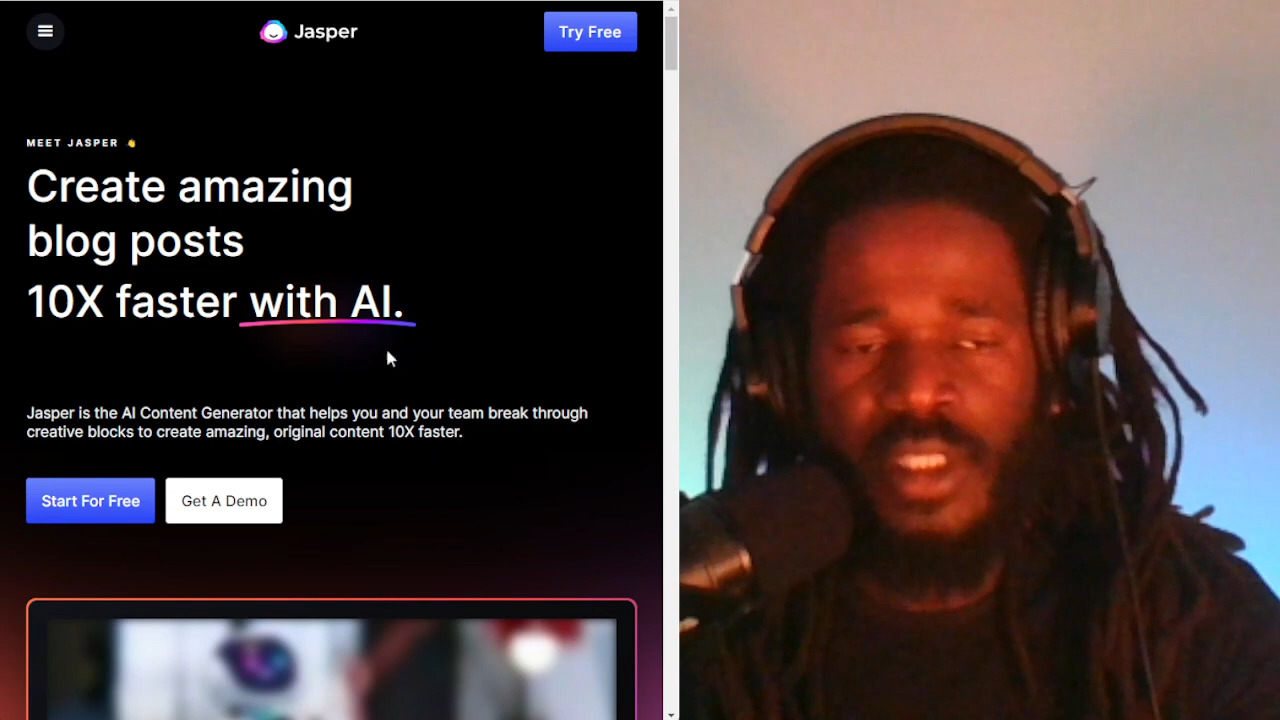 Jasper
Try Free
MEET JASPER 👋
Create amazing
blog posts
10X faster with AI.
Jasper is the AI Content Generator that helps you and your team break through
creative blocks to create amazing, original content 10X faster.
Start For Free
Get A Demo